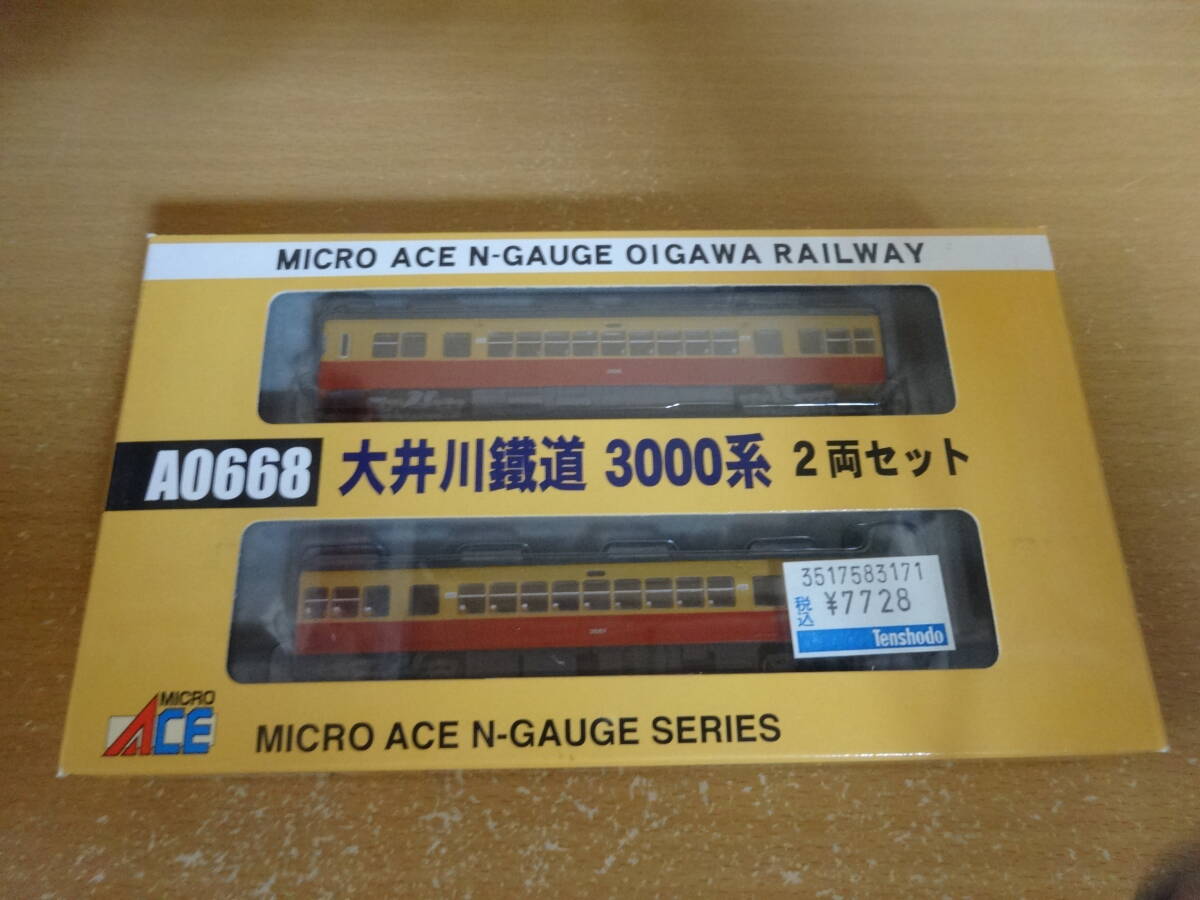 MICRO ACE N-GAUGE OIGAWA RAILWAY
A0668 大井川鐵道 3000系 2両セット
3517583171
税込 ¥7728
Tenshodo
MICRO ACE
MICRO ACE N-GAUGE SERIES